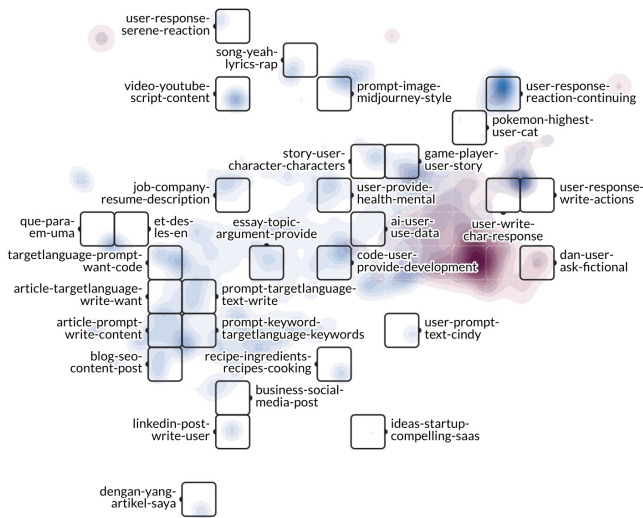 user-response-
serene-reaction
song-yeah-
lyrics-rap
video-youtube-
script-content
prompt-image-
midjourney-style
user-response-
reaction-continuing
pokemon-highest-
user-cat
story-user-
character-characters
game-player-
user-story
job-company-
resume-description
user-provide-
health-mental
user-response-
write-actions
que-para-
em-uma
et-des-
les-en
essay-topic-
argument-provide
ai-user-
use-data
user-write-
char-response
targetlanguage-prompt-
want-code
code-user-
provide-development
dan-user-
ask-fictional
article-targetlanguage-
write-want
prompt-targetlanguage-
text-write
article-prompt-
write-content
prompt-keyword-
targetlanguage-keywords
user-prompt-
text-cindy
blog-seo-
content-post
recipe-ingredients-
recipes-cooking
business-social-
media-post
linkedin-post-
write-user
ideas-startup-
compelling-saas
dengan-yang-
artikel-saya